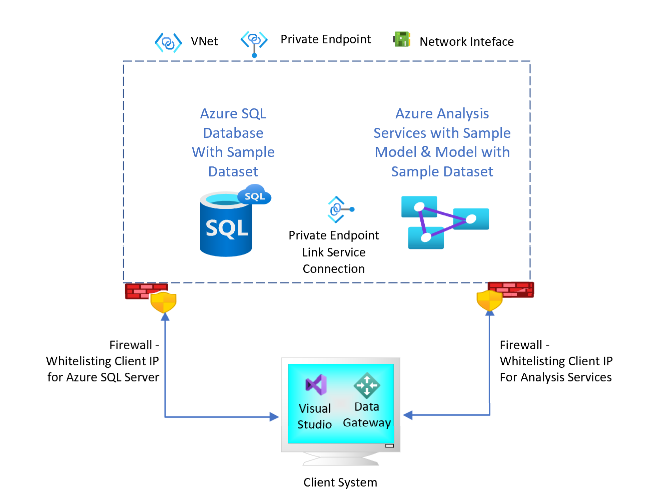 VNet
Private Endpoint
Network Inteface
Azure SQL
Database
With Sample
Dataset
Azure Analysis
Services with Sample
Model & Model with
Sample Dataset
SQL
SQL
Private Endpoint
Link Service
Connection
Firewall -
Whitelisting Client IP
for Azure SQL Server
Firewall -
Whitelisting Client IP
For Analysis Services
Visual
Studio
Data
Gateway
Client System